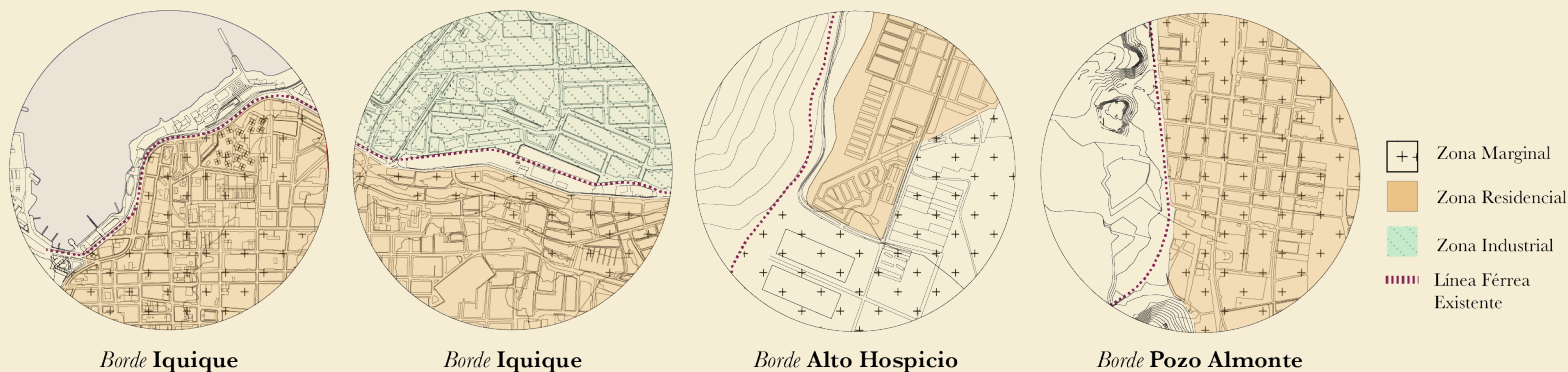 Zona Marginal
Zona Residencial
Zona Industrial
Línea Férrea
Existente
Borde Iquique
Borde Iquique
Borde Alto Hospicio
Borde Pozo Almonte